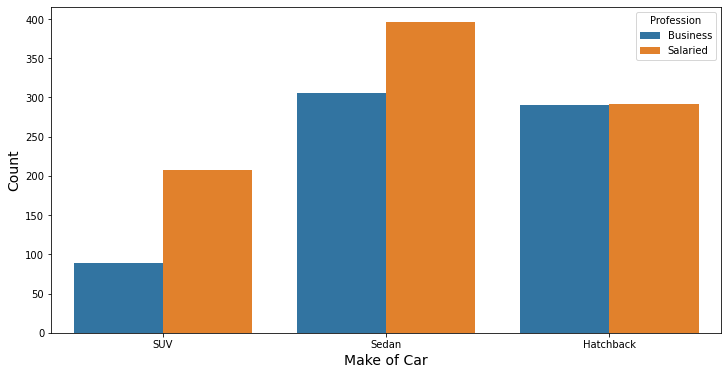 400
350
300
250
200
150
100
50
0
Count
SUV
Sedan
Hatchback
Make of Car
Profession
Business
Salaried